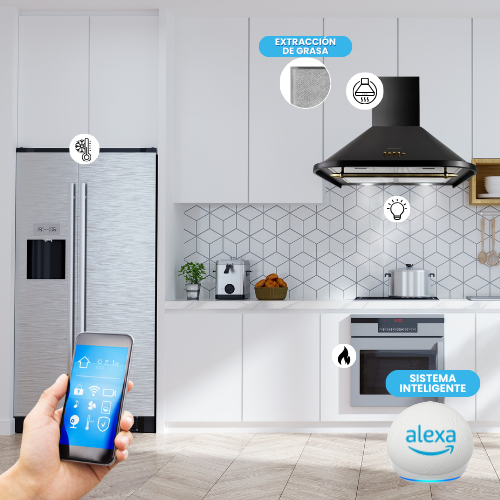 EXTRACCIÓN
DE GRASA
SISTEMA
INTELIGENTE
alexa